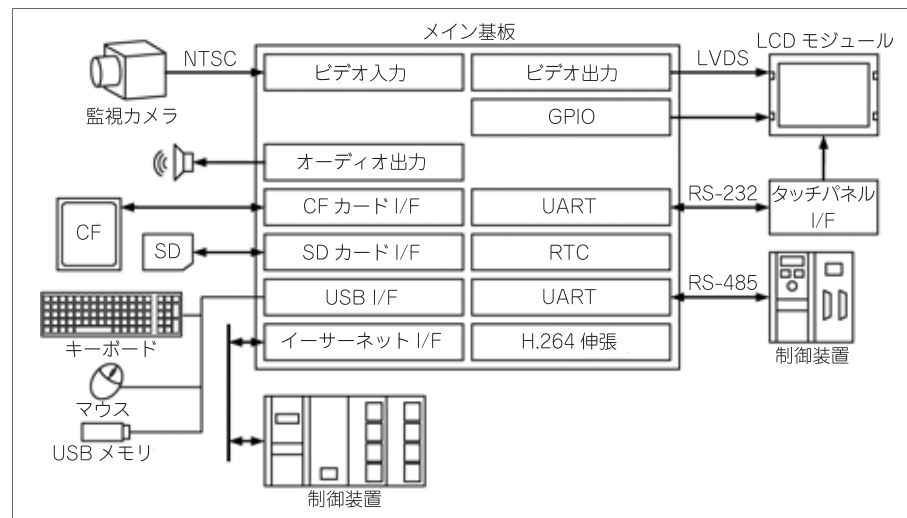 メイン基板
LCD モジュール
NTSC
ビデオ入力
ビデオ出力
LVDS
監視カメラ
GPIO
オーディオ出力
CF
CF カード I/F
UART
RS-232
タッチパネル
I/F
SD
SD カード I/F
RTC
USB I/F
UART
RS-485
キーボード
イーサーネット I/F
H.264 伸張
制御装置
マウス
USB メモリ
制御装置